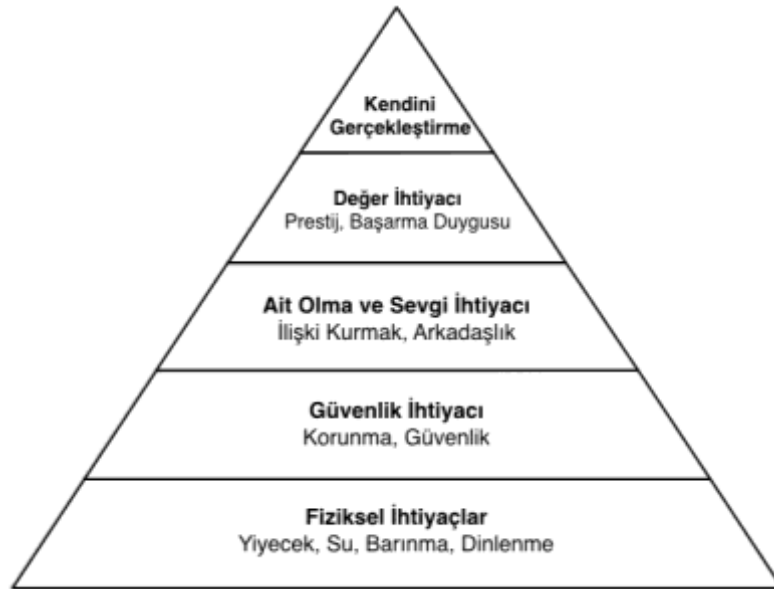 Kendini
Gerçekleştirme
Değer İhtiyacı
Prestij, Başarma Duygusu
Ait Olma ve Sevgi İhtiyacı
İlişki Kurmak, Arkadaşlık
Güvenlik İhtiyacı
Korunma, Güvenlik
Fiziksel İhtiyaçlar
Yiyecek, Su, Barınma, Dinlenme